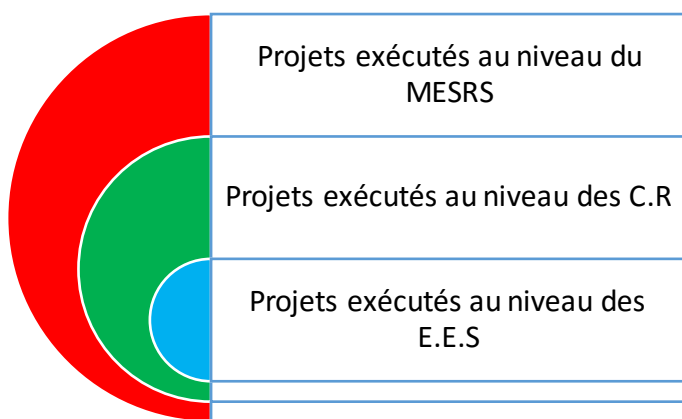 Projets exécutés au niveau du
MESRS
Projets exécutés au niveau des C.R
Projets exécutés au niveau des
E.E.S